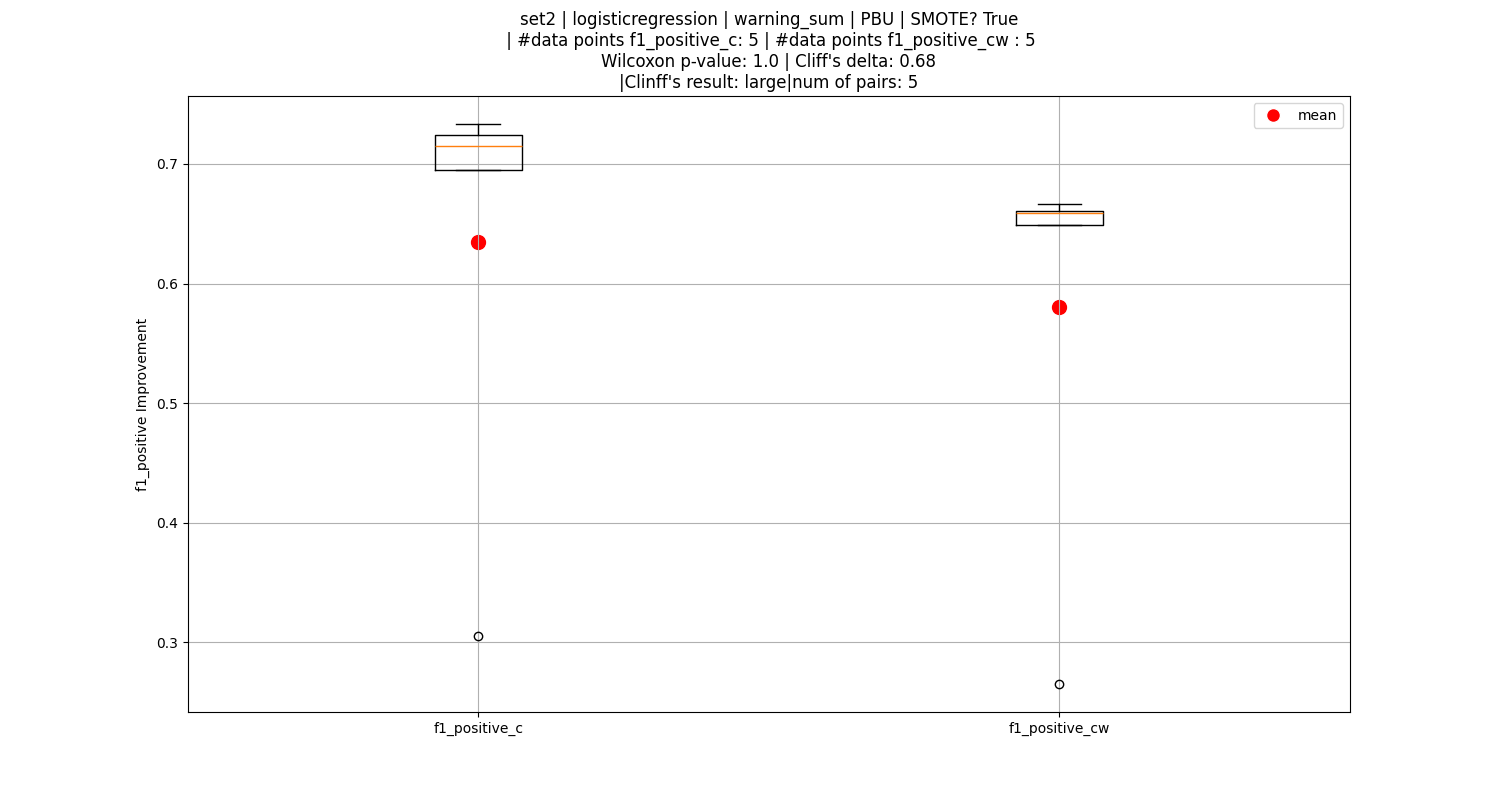 set2 | logisticregression | warning_sum | PBU | SMOTE? True
| #data points f1_positive_c: 5 | #data points f1_positive_cw : 5
Wilcoxon p-value: 1.0 | Cliff's delta: 0.68
|Clinff's result: large|num of pairs: 5
mean
0.7
0.6
0.5
0.4
0.3
f1_positive Improvement
f1_positive_c
f1_positive_cw